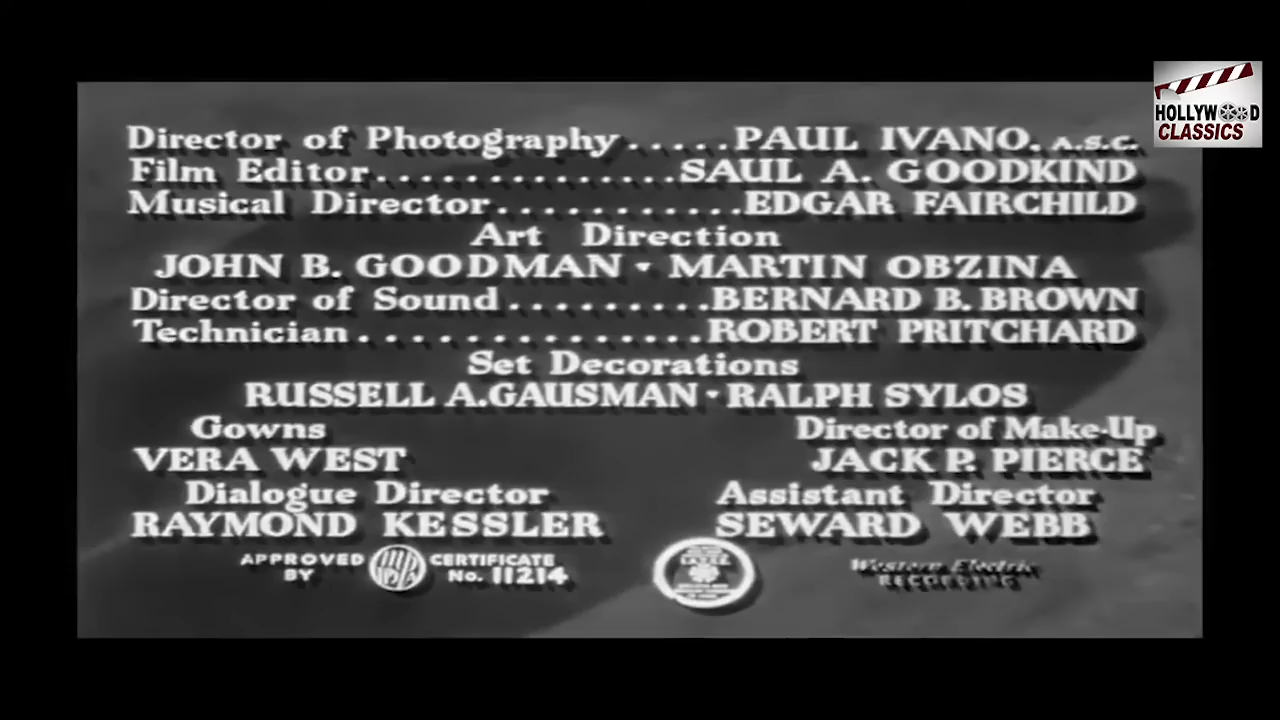 HOLLYWOOD
CLASSICS
Director of Photography.....PAUL IVANO. A.S.C.
Film Editor...............SAUL A. GOODKIND
Musical Director............EDGAR FAIRCHILD
Art Direction
JOHN B. GOODMAN · MARTIN OBZINA
Director of Sound..........BERNARD B. BROWN
Technician...............ROBERT PRITCHARD
Set Decorations
RUSSELL A. GAUSMAN · RALPH SYLOS
Gowns Director of Make-Up
VERA WEST JACK P. PIERCE
Dialogue Director Assistant Director
RAYMOND KESSLER SEWARD WEBB
APPROVED CERTIFICATE
BY No. 11214
Western Electric
RECORDING